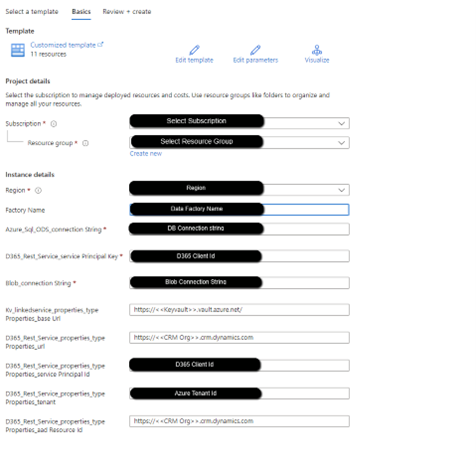 Select a template Basics Review + create
Template
Customized template
11 resources
Edit template Edit parameters Visualize
Project details
Select the subscription to manage deployed resources and costs. Use resource groups like folders to organize and
manage all your resources.
Subscription * Select Subscription
Resource group * Select Resource Group
Create new
Instance details
Region * Region
Factory Name Data Factory Name
Azure_Sql_ODS_connection String * DB Connection string
D365_Rest_Service_service Principal Key * D365 Client Id
Blob_connection String * Blob Connection String
Kv_linkedservice_properties_type
Properties_base Url
https://<<Keyvault>>.vault.azure.net/
D365_Rest_Service_properties_type
Properties_url
https://<<CRM Org>>.crm.dynamics.com
D365_Rest_Service_properties_type
Properties_service Principal Id
D365 Client Id
D365_Rest_Service_properties_type
Properties_tenant
Azure Tenant Id
D365_Rest_Service_properties_type
Properties_aad Resource Id
https://<<CRM Org>>.crm.dynamics.com